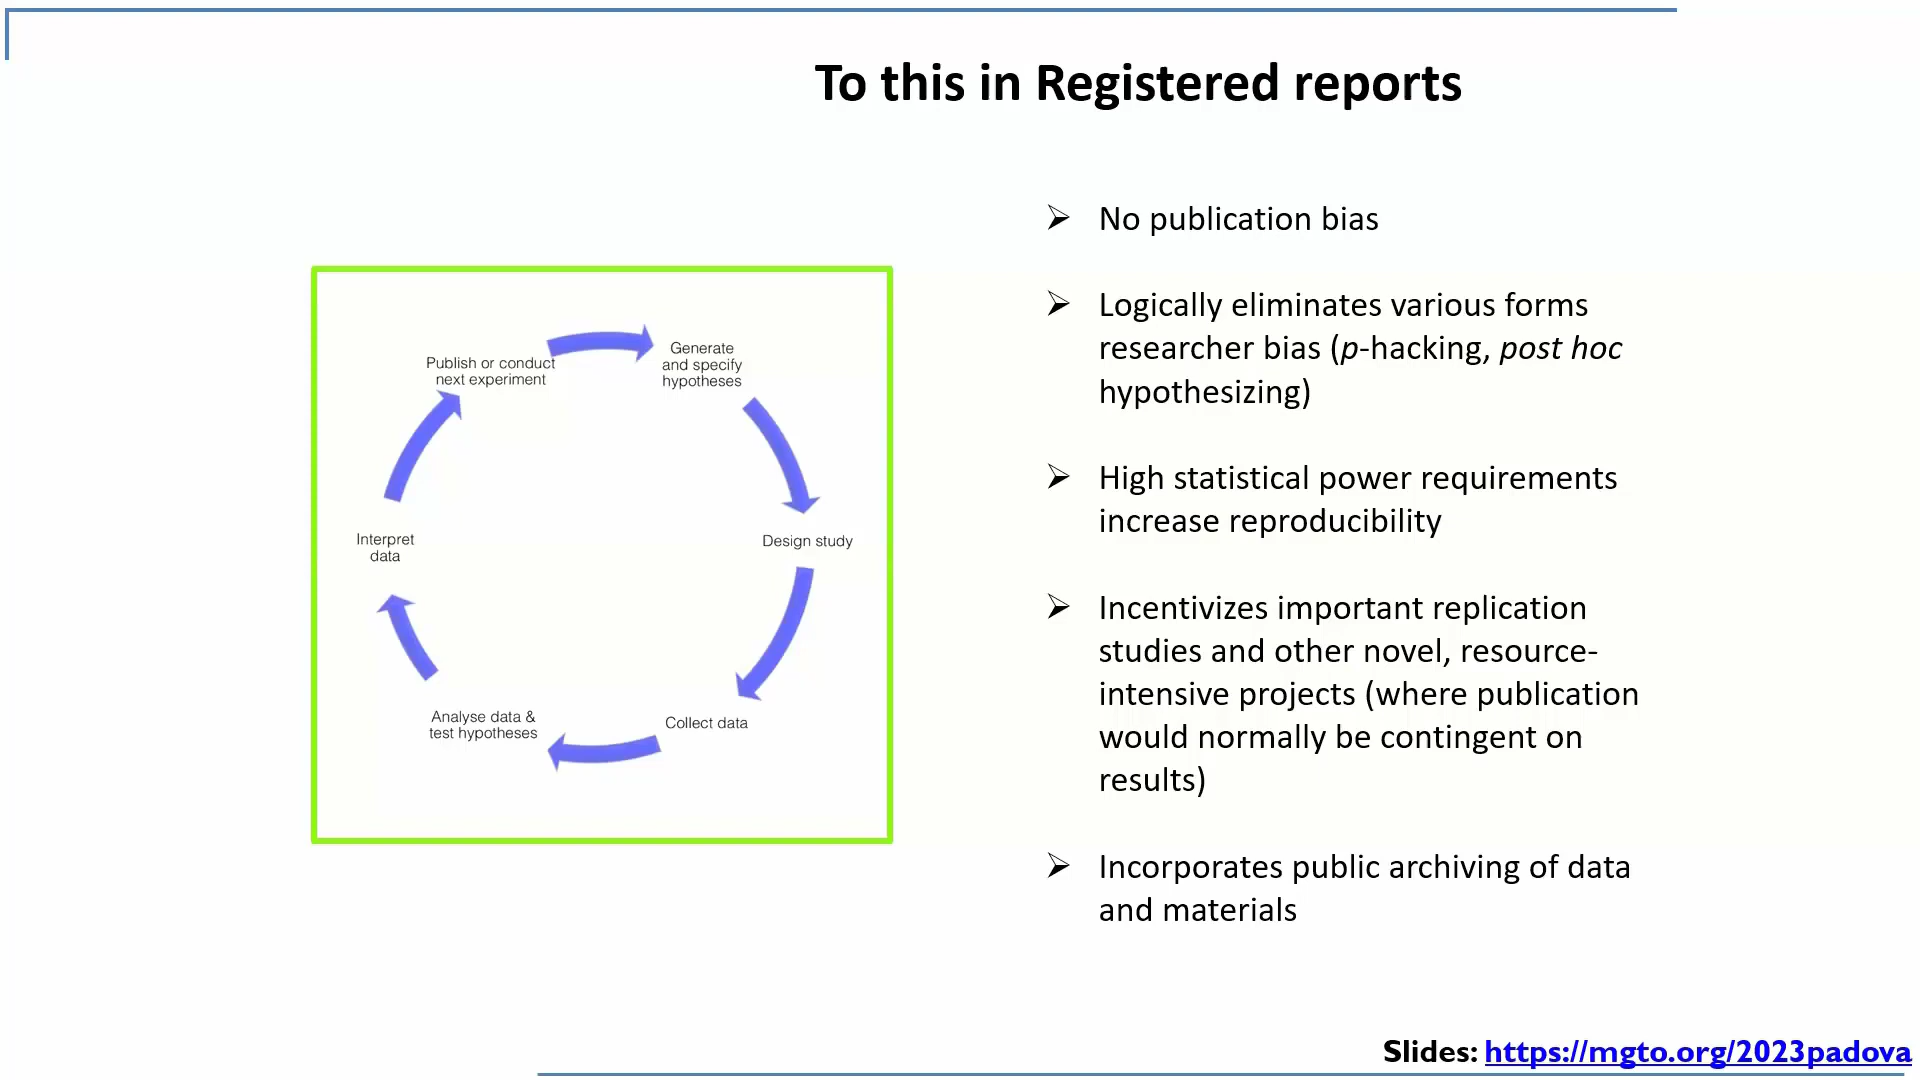 To this in Registered reports
Publish or conduct
next experiment
Generate
and specify
hypotheses
Design study
Collect data
Analyse data &
test hypotheses
Interpret
data
➢ No publication bias
➢ Logically eliminates various forms
researcher bias (p-hacking, post hoc
hypothesizing)
➢ High statistical power requirements
increase reproducibility
➢ Incentivizes important replication
studies and other novel, resource-
intensive projects (where publication
would normally be contingent on
results)
➢ Incorporates public archiving of data
and materials
Slides: https://mgto.org/2023padova